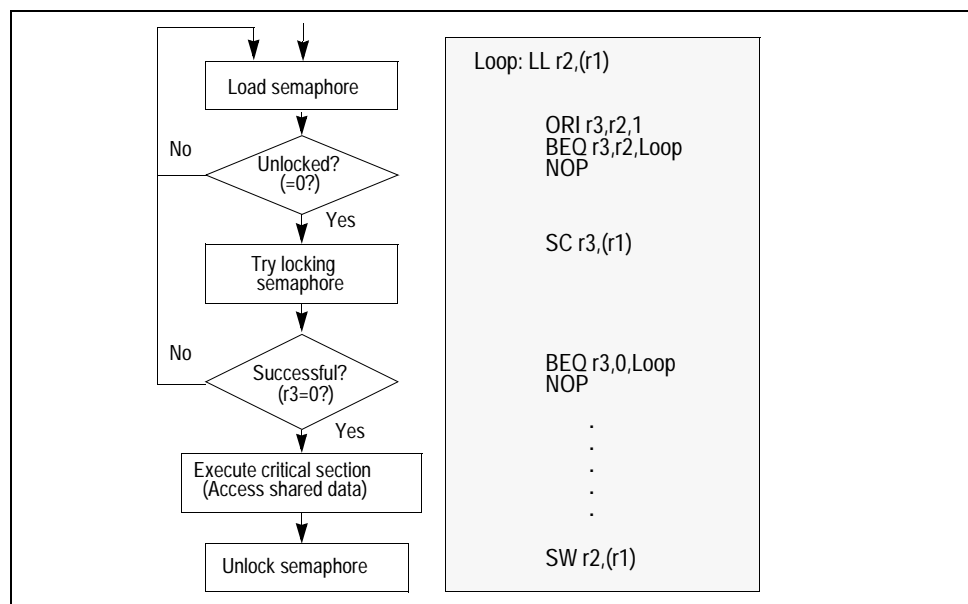 Load semaphore
No
Unlocked?
(=0?)
Yes
Try locking
semaphore
No
Successful?
(r3=0?)
Yes
Execute critical section
(Access shared data)
Unlock semaphore
Loop: LL r2,(r1)
ORI r3,r2,1
BEQ r3,r2,Loop
NOP
SC r3,(r1)
BEQ r3,0,Loop
NOP
.
.
.
.
.
SW r2,(r1)